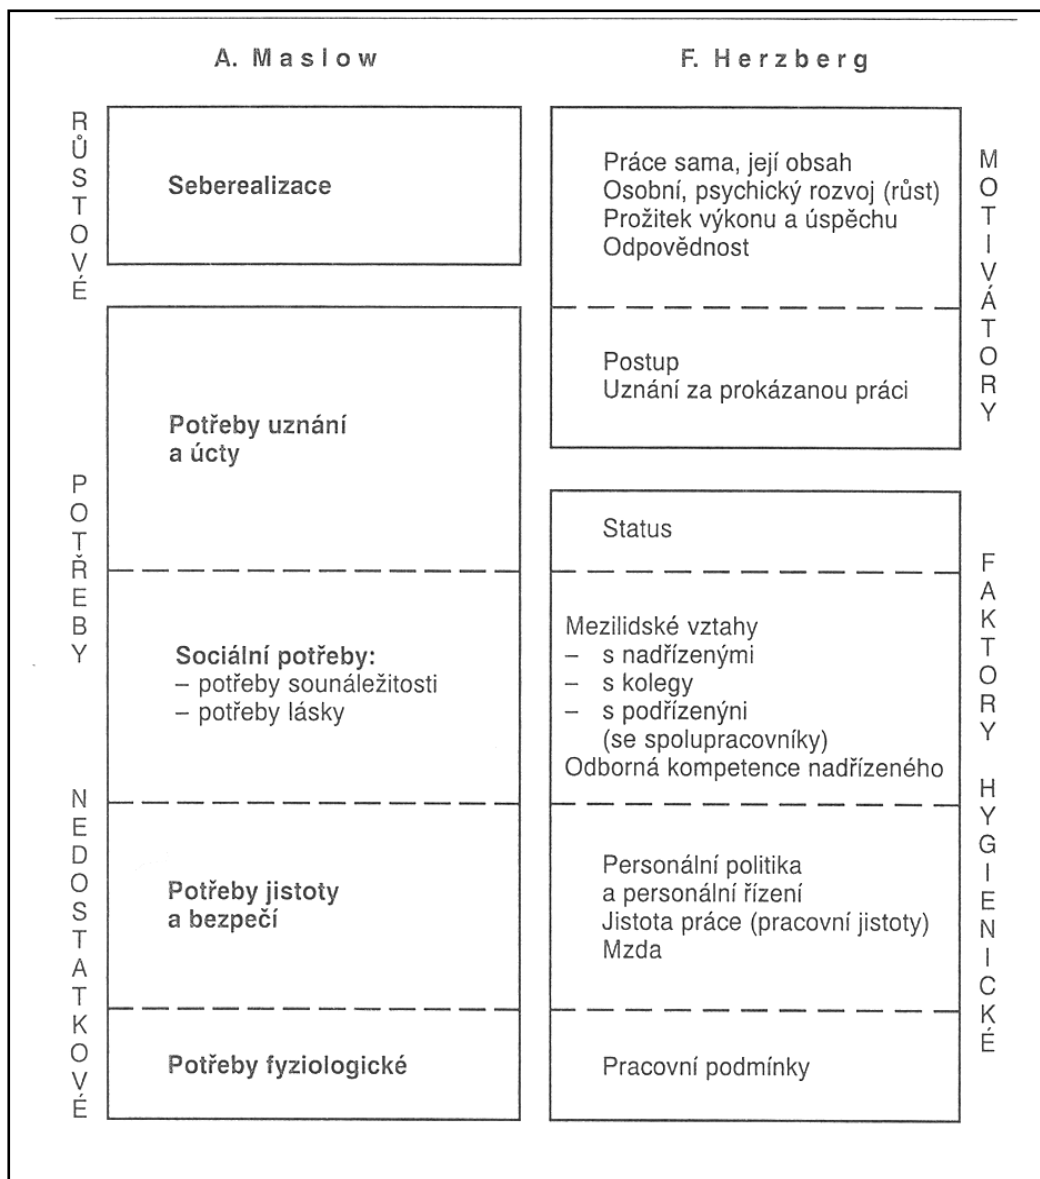 A. Maslow
F. Herzberg
RŮSTOVÉ
POTŘEBY
NEDOSTATKOVÉ
Seberealizace
Potřeby uznání
a úcty
Sociální potřeby:
– potřeby sounáležitosti
– potřeby lásky
Potřeby jistoty
a bezpečí
Potřeby fyziologické
Práce sama, její obsah
Osobní, psychický rozvoj (růst)
Prožitek výkonu a úspěchu
Odpovědnost
Postup
Uznání za prokázanou práci
Status
Mezilidské vztahy
– s nadřízenými
– s kolegy
– s podřízenýni
(se spolupracovníky)
Odborná kompetence nadřízeného
Personální politika
a personální řízení
Jistota práce (pracovní jistoty)
Mzda
Pracovní podmínky
MOTIVÁTORY
FAKTORY
HYGIENICKÉ